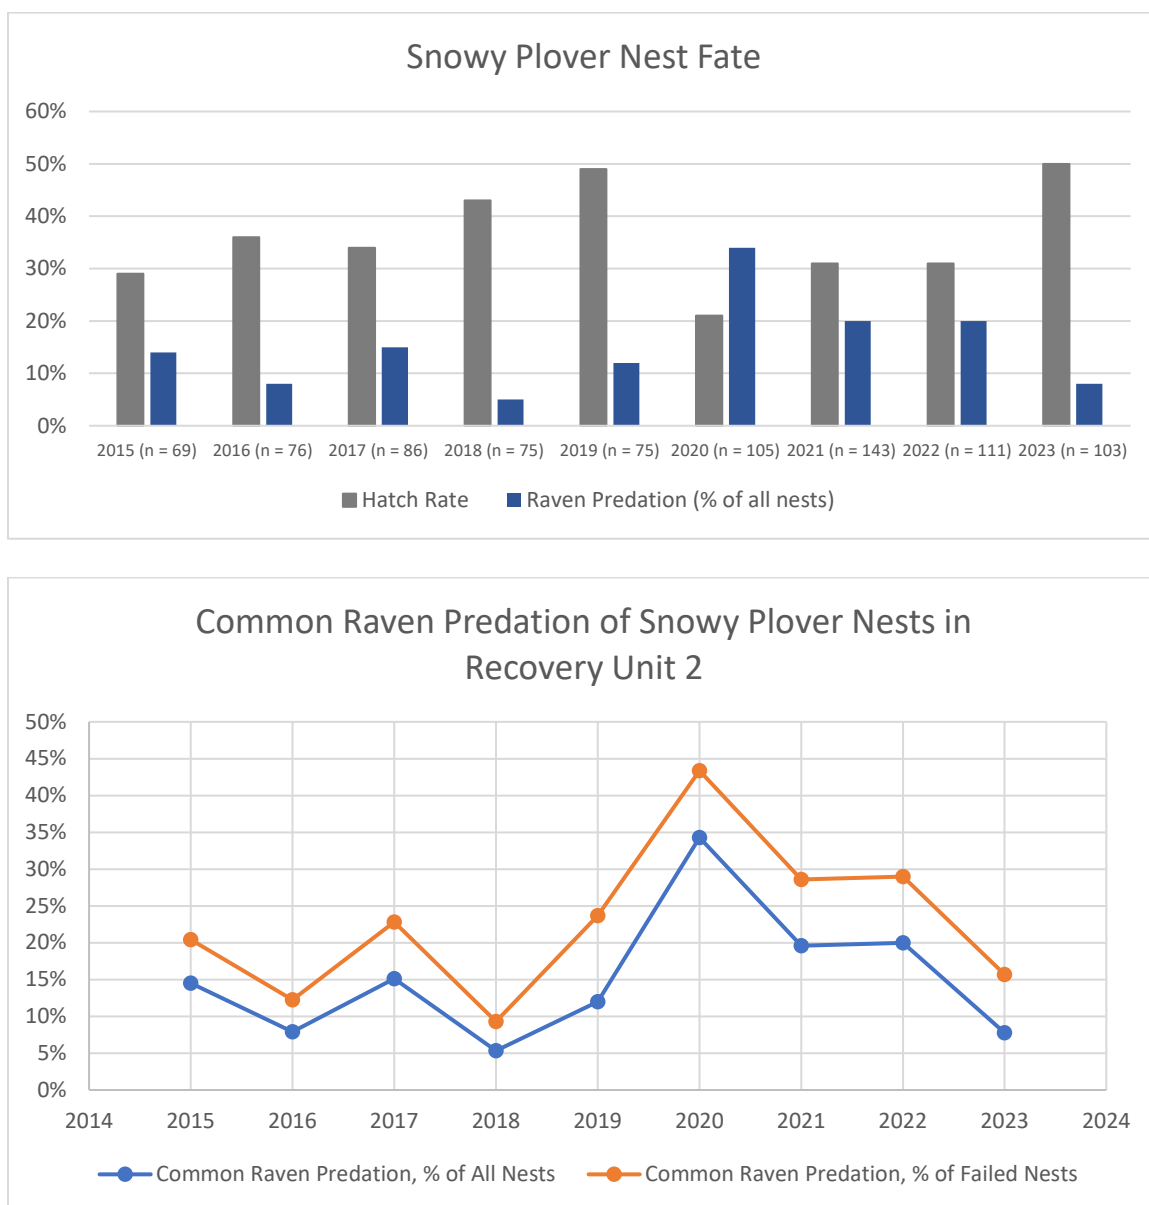 Snowy Plover Nest Fate
60%
50%
40%
30%
20%
10%
0%
2015 (n = 69) 2016 (n = 76) 2017 (n = 86) 2018 (n = 75) 2019 (n = 75) 2020 (n = 105) 2021 (n = 143) 2022 (n = 111) 2023 (n = 103)
Hatch Rate Raven Predation (% of all nests)
Common Raven Predation of Snowy Plover Nests in
Recovery Unit 2
50%
45%
40%
35%
30%
25%
20%
15%
10%
5%
0%
2014 2015 2016 2017 2018 2019 2020 2021 2022 2023 2024
Common Raven Predation, % of All Nests Common Raven Predation, % of Failed Nests